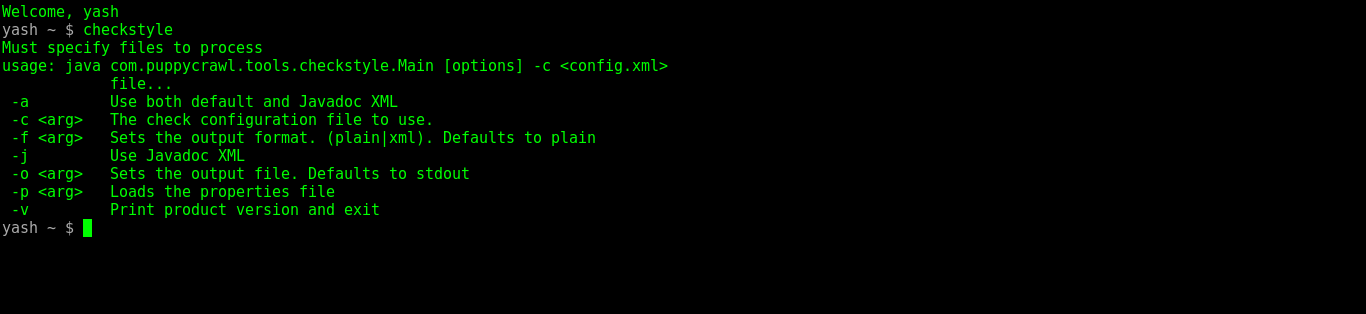 Welcome, yash
yash ~ $ checkstyle
Must specify files to process
usage: java com.puppycrawl.tools.checkstyle.Main [options] -c <config.xml>
            file...
 -a         Use both default and Javadoc XML
 -c <arg>   The check configuration file to use.
 -f <arg>   Sets the output format. (plain|xml). Defaults to plain
 -j         Use Javadoc XML
 -o <arg>   Sets the output file. Defaults to stdout
 -p <arg>   Loads the properties file
 -v         Print product version and exit
yash ~ $